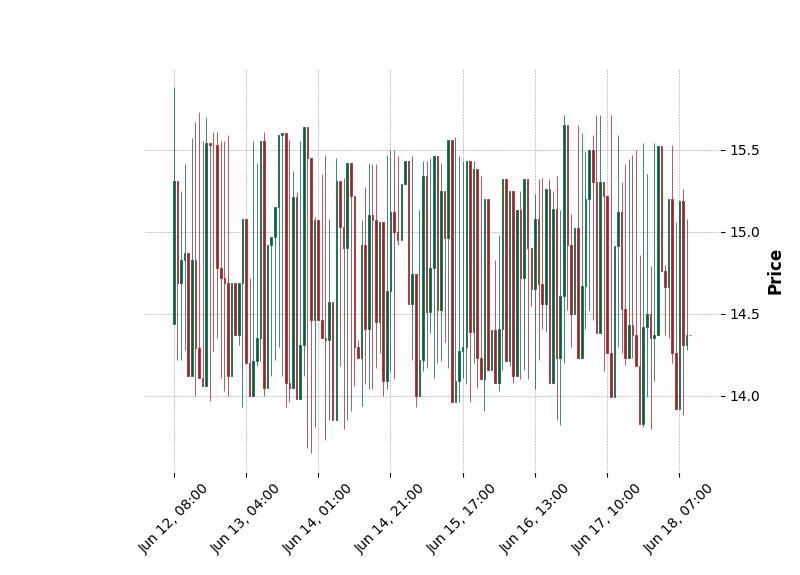 15.5
15.0
14.5
14.0
Price
Jun 12, 08:00
Jun 13, 04:00
Jun 14, 01:00
Jun 14, 21:00
Jun 15, 17:00
Jun 16, 13:00
Jun 17, 10:00
Jun 18, 07:00